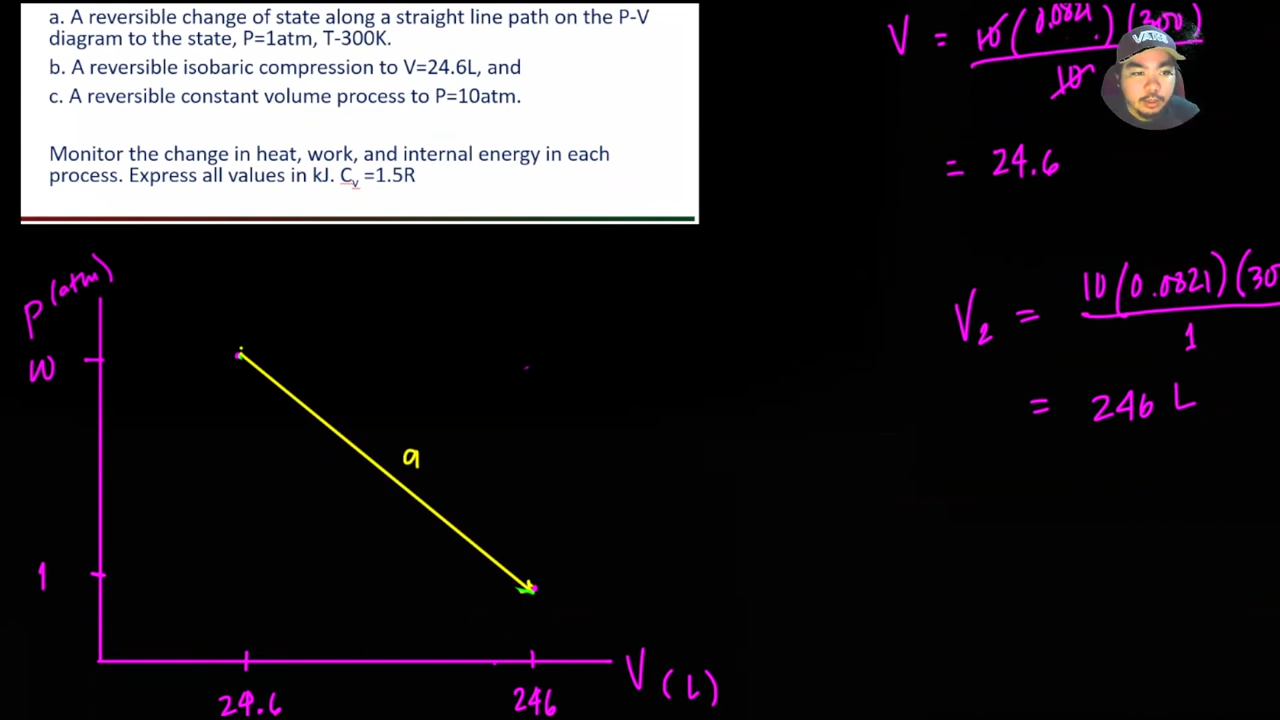 a. A reversible change of state along a straight line path on the P-V
diagram to the state, P=1atm, T-300K.
b. A reversible isobaric compression to V=24.6L, and
c. A reversible constant volume process to P=10atm.
Monitor the change in heat, work, and internal energy in each
process. Express all values in kJ. Cv =1.5R
V = 10(0.0821)(300)
10
VANS
= 24.6
V2 = 10(0.0821)(30
1
= 246 L
P(atm)
10
a
1
24.6
246
V(L)